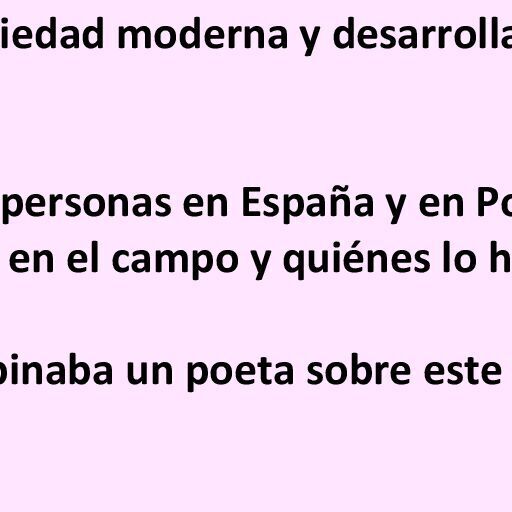 iedad moderna y desarrolla
personas en España y en Po
en el campo y quiénes lo h
pinaba un poeta sobre este